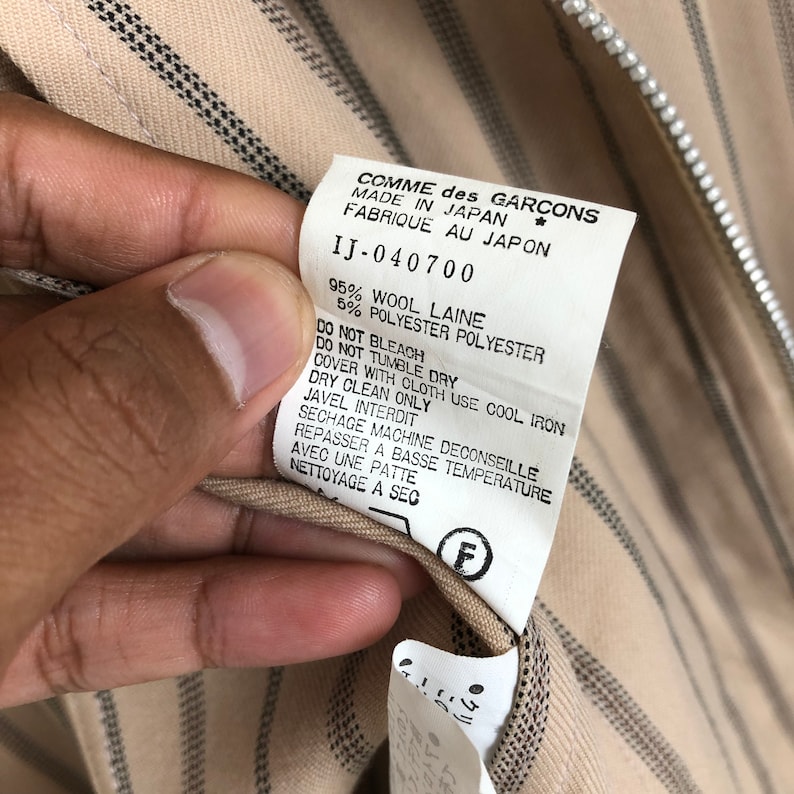 COMME des GARÇONS
MADE IN JAPAN *
FABRIQUE AU JAPON
IJ-040700
95% WOOL LAINE
5% POLYESTER POLYESTER
DO NOT BLEACH
DO NOT TUMBLE DRY
COVER WITH CLOTH USE COOL IRON
DRY CLEAN ONLY
JAVEL INTERDIT
SECHAGE MACHINE DECONSEILLE
REPASSER A BASSE TEMPERATURE
AVEC UNE PATTE
NETTOYAGE A SEC
F